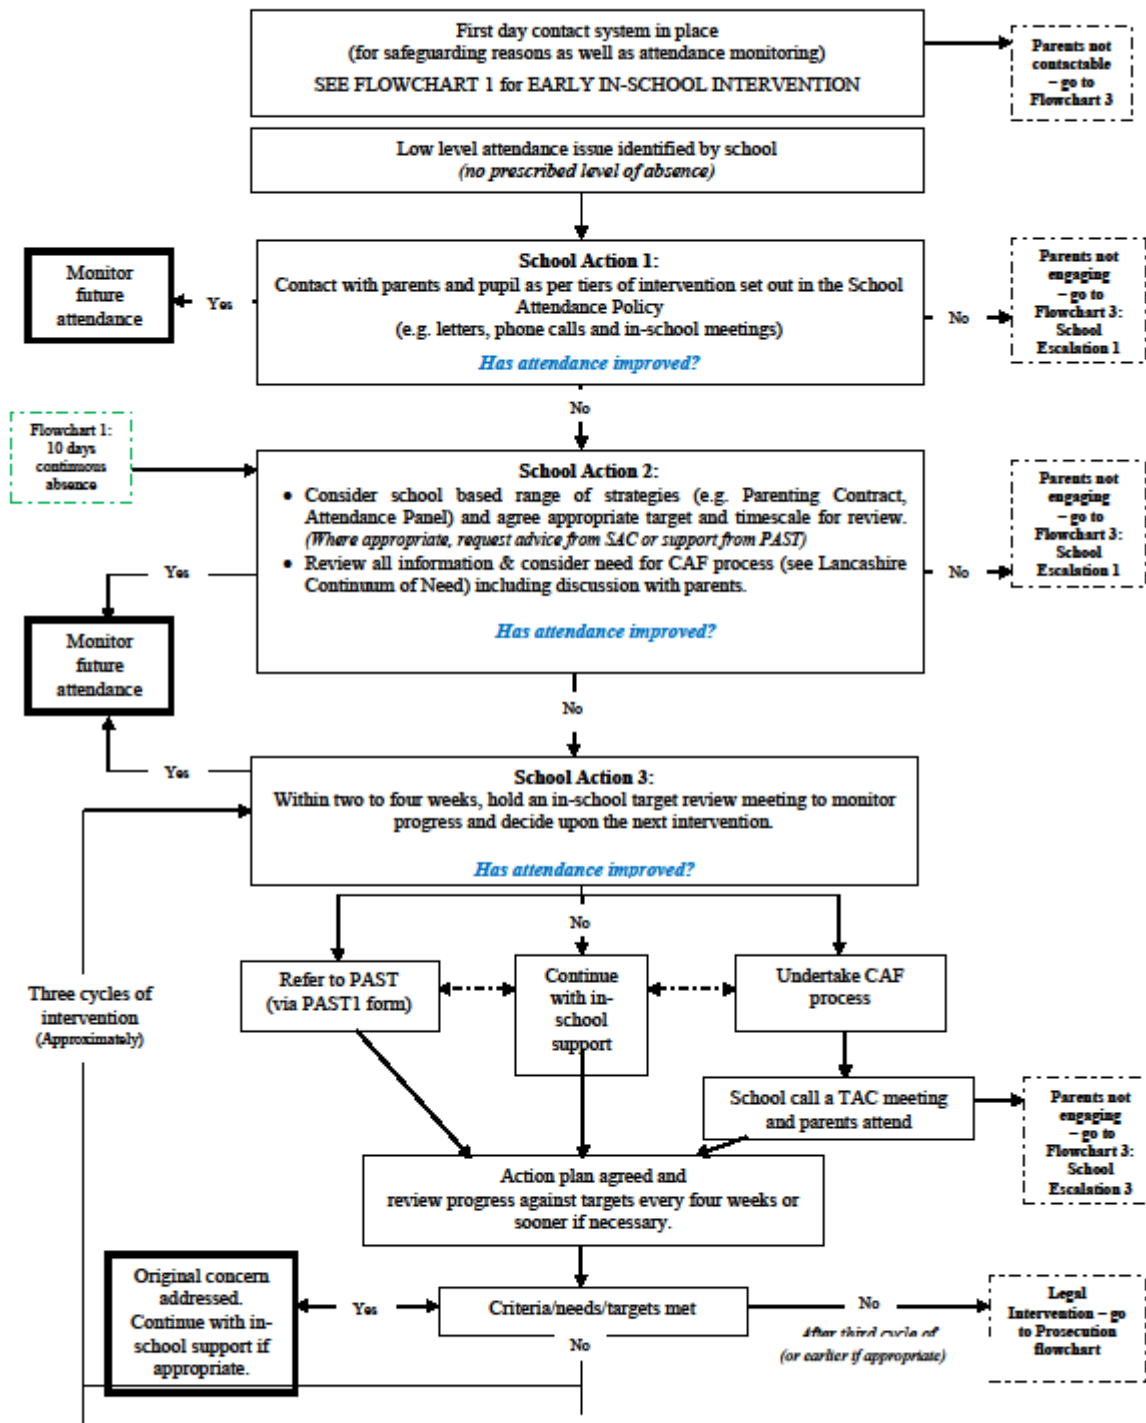 First day contact system in place
(for safeguarding reasons as well as attendance monitoring)
SEE FLOWCHART 1 for EARLY IN-SCHOOL INTERVENTION
Parents not
contactable
– go to
Flowchart 3
Low level attendance issue identified by school
(no prescribed level of absence)
School Action 1:
Contact with parents and pupil as per tiers of intervention set out in the School
Attendance Policy
(e.g. letters, phone calls and in-school meetings)
Has attendance improved?
Monitor
future
attendance
Yes
No
Parents not
engaging
– go to
Flowchart 3:
School
Escalation 1
No
Flowchart 1:
10 days
continuous
absence
School Action 2:
• Consider school based range of strategies (e.g. Parenting Contract,
Attendance Panel) and agree appropriate target and timescale for review.
(Where appropriate, request advice from SAC or support from PAST)
• Review all information & consider need for CAF process (see Lancashire
Continuum of Need) including discussion with parents.
Has attendance improved?
Yes
No
Parents not
engaging
– go to
Flowchart 3:
School
Escalation 1
Monitor
future
attendance
No
Yes
School Action 3:
Within two to four weeks, hold an in-school target review meeting to monitor
progress and decide upon the next intervention.
Has attendance improved?
No
Three cycles of
intervention
(Approximately)
Refer to PAST
(via PAST1 form)
Continue
with in-
school
support
Undertake CAF
process
School call a TAC meeting
and parents attend
Parents not
engaging
– go to
Flowchart 3:
School
Escalation 3
Action plan agreed and
review progress against targets every four weeks or
sooner if necessary.
Original concern
addressed.
Continue with in-
school support if
appropriate.
Yes
Criteria/needs/targets met
No
After third cycle of
(or earlier if appropriate)
Legal
Intervention – go
to Prosecution
flowchart
No